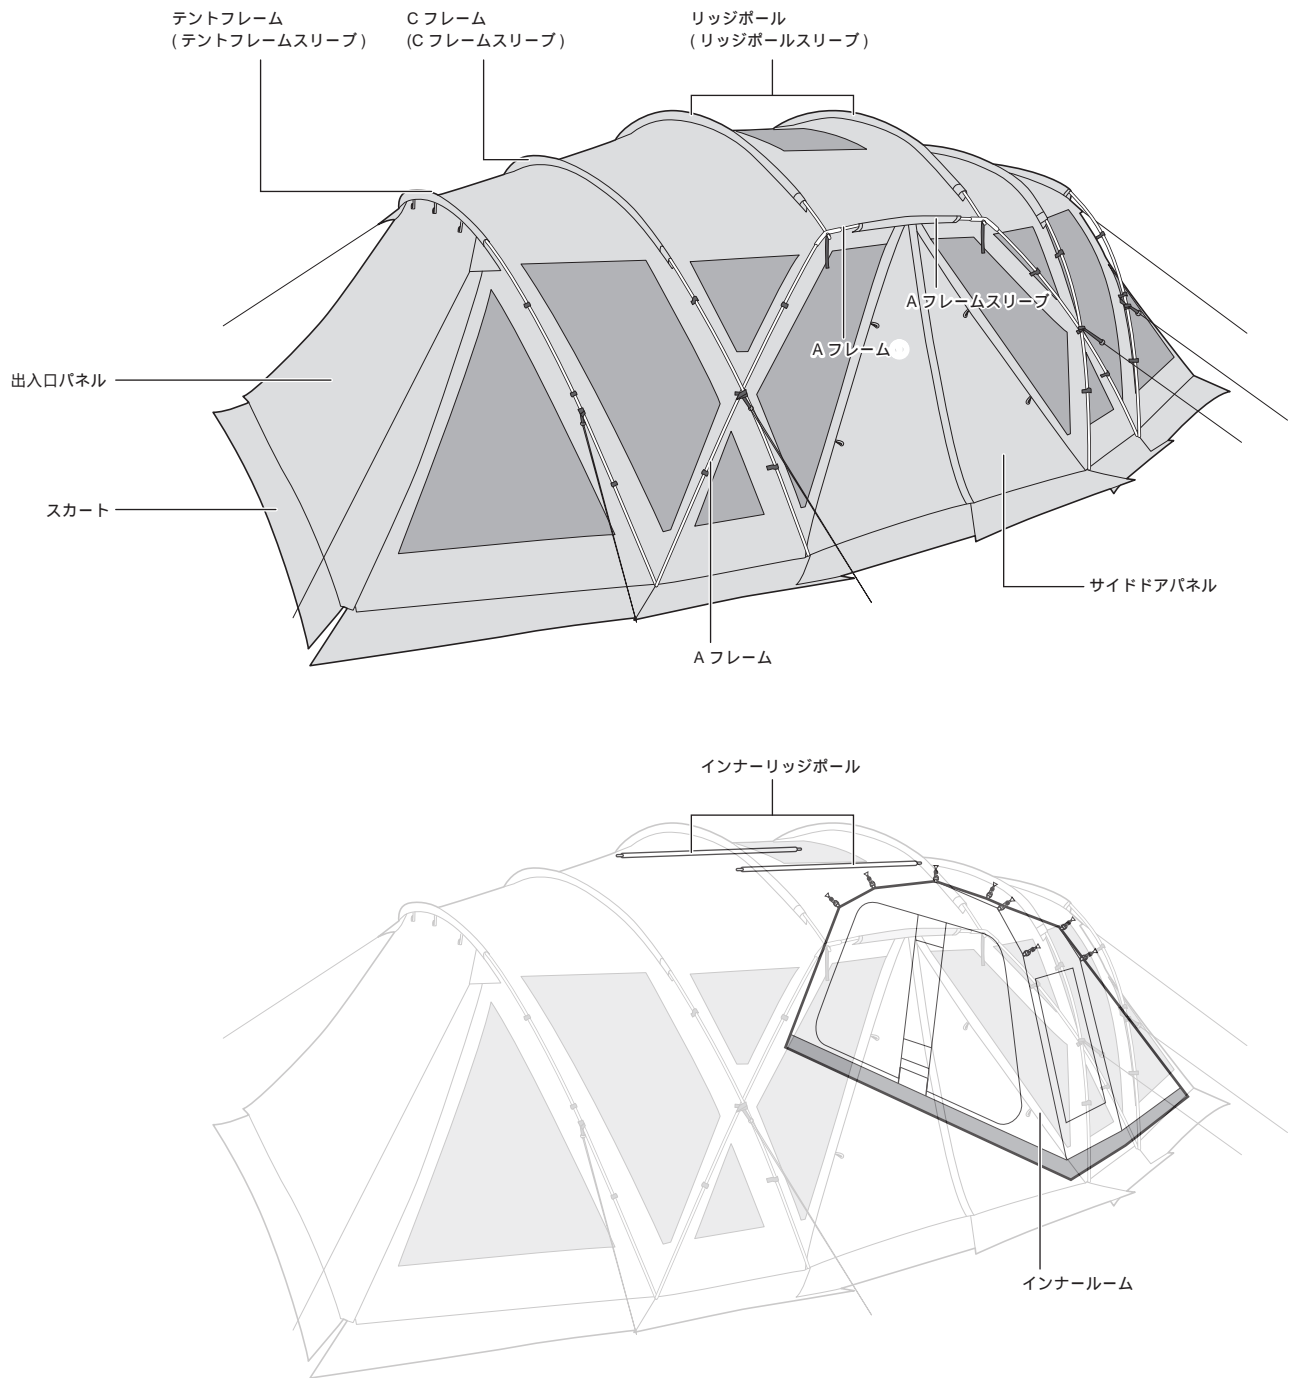 テントフレーム
( テントフレームスリーブ )
C フレーム
(C フレームスリーブ )
リッジポール
( リッジポールスリーブ )
A フレームスリーブ
A フレーム
出入口パネル
スカート
サイドドアパネル
A フレーム
インナーリッジポール
インナールーム